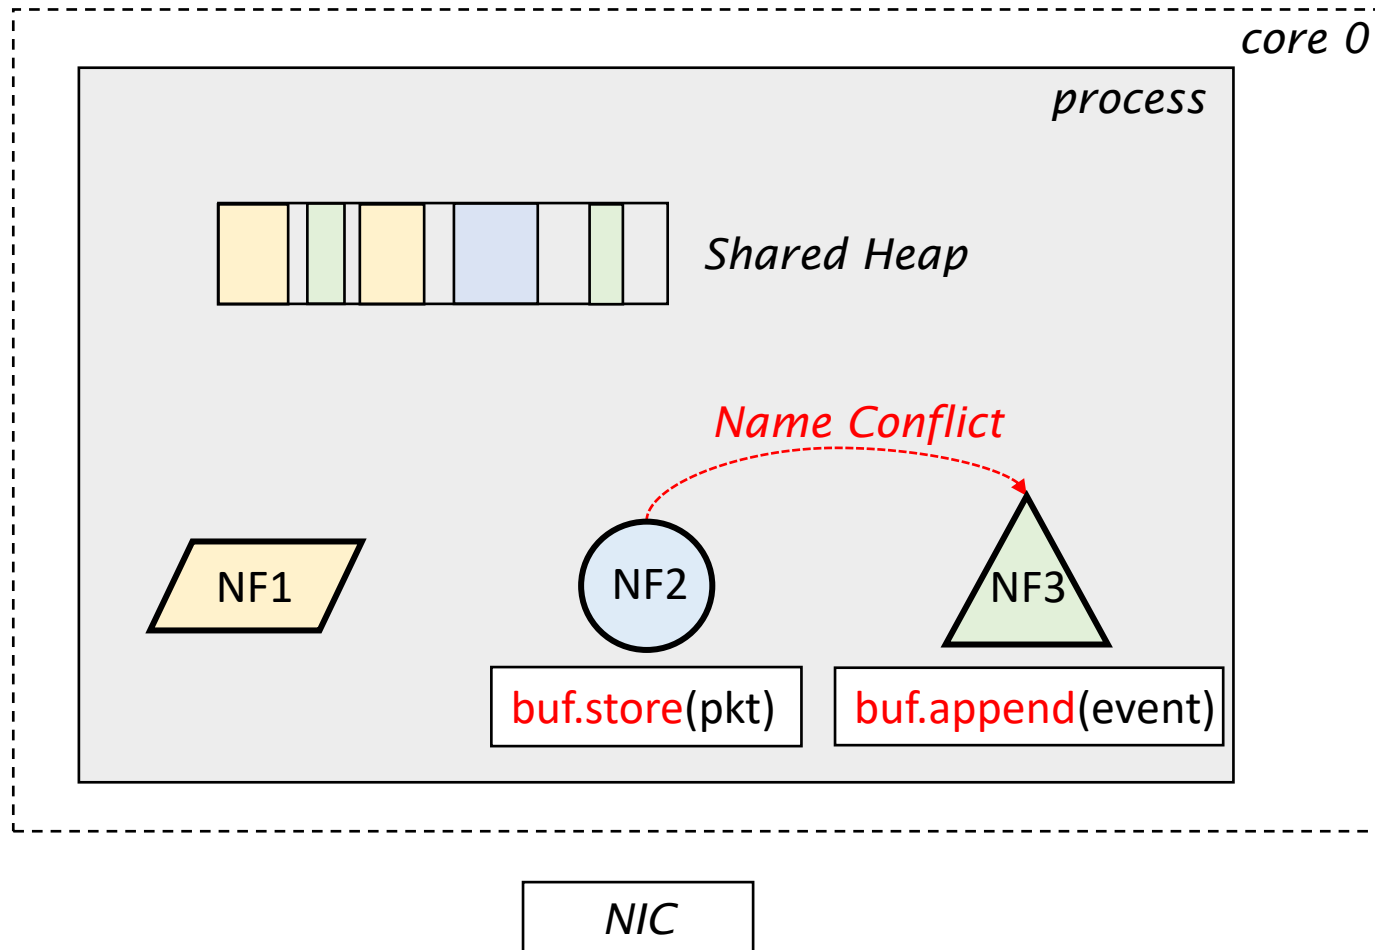 core 0
process
Shared Heap
Name Conflict
NF1
NF2
NF3
buf.store(pkt)
buf.append(event)
NIC